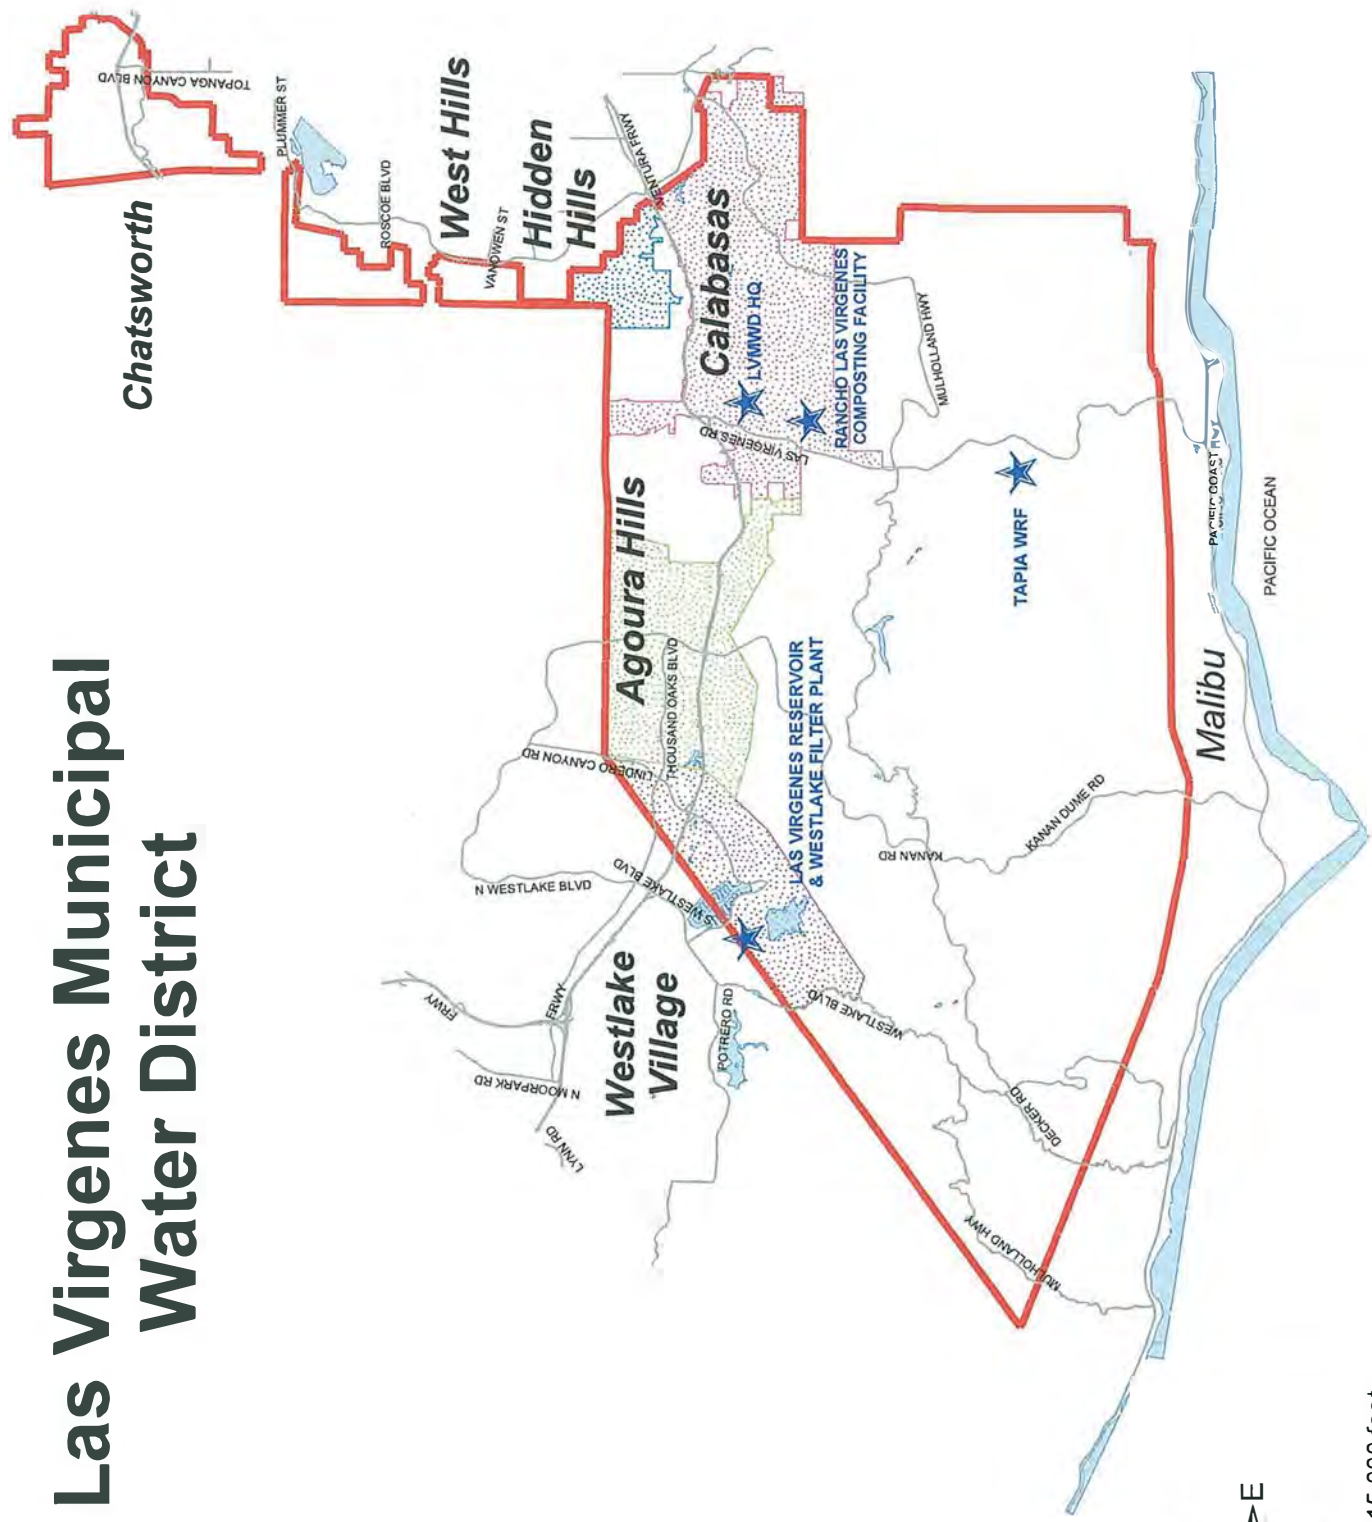 Las Virgenes Municipal
Water District
Chatsworth
TOPANGA CANYON BLVD
PLUMMER ST
ROSCOE BLVD
West Hills
VANOWEN ST
Hidden
Hills
VENTURA FRWY
Calabasas
LVMWD HQ
RANCHO LAS VIRGENES
COMPOSTING FACILITY
MULHOLLAND HWY
LAS VIRGENES RD
Agoura Hills
THOUSAND OAKS BLVD
LINDERO CANYON RD
N WESTLAKE BLVD
WESTLAKE BLVD
S WESTLAKE BLVD
Westlake
Village
FRWY
FRWY
N MOORPARK RD
LYNN RD
POTRERO RD
WESTLAKE BLVD
LAS VIRGENES RESERVOIR
& WESTLAKE FILTER PLANT
TAPIA WRF
KANAN RD
KANAN DUME RD
DECKER RD
MULHOLLAND HWY
Malibu
PACIFIC COAST
PACIFIC OCEAN
E